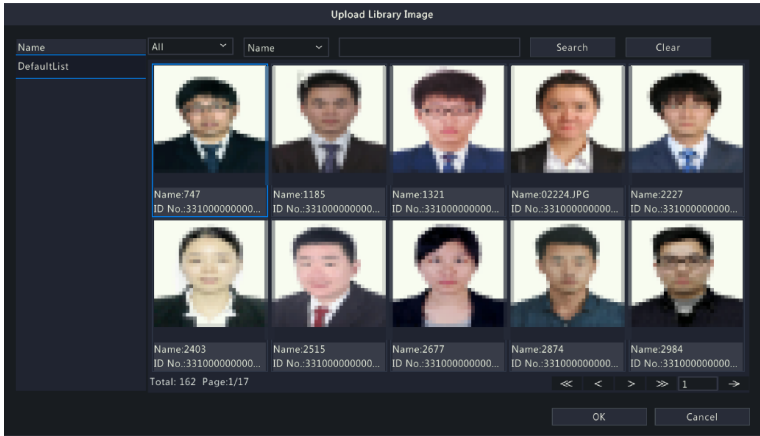 Upload Library Image
Name
All
Name
Search
Clear
DefaultList
Name:747
ID No.:331000000000...
Name:1185
ID No.:331000000000...
Name:1321
ID No.:331000000000...
Name:02224.JPG
ID No.:331000000000...
Name:2227
ID No.:331000000000...
Name:2403
ID No.:331000000000...
Name:2515
ID No.:331000000000...
Name:2677
ID No.:331000000000...
Name:2874
ID No.:331000000000...
Name:2984
ID No.:331000000000...
Total: 162 Page:1/17
1
OK
Cancel